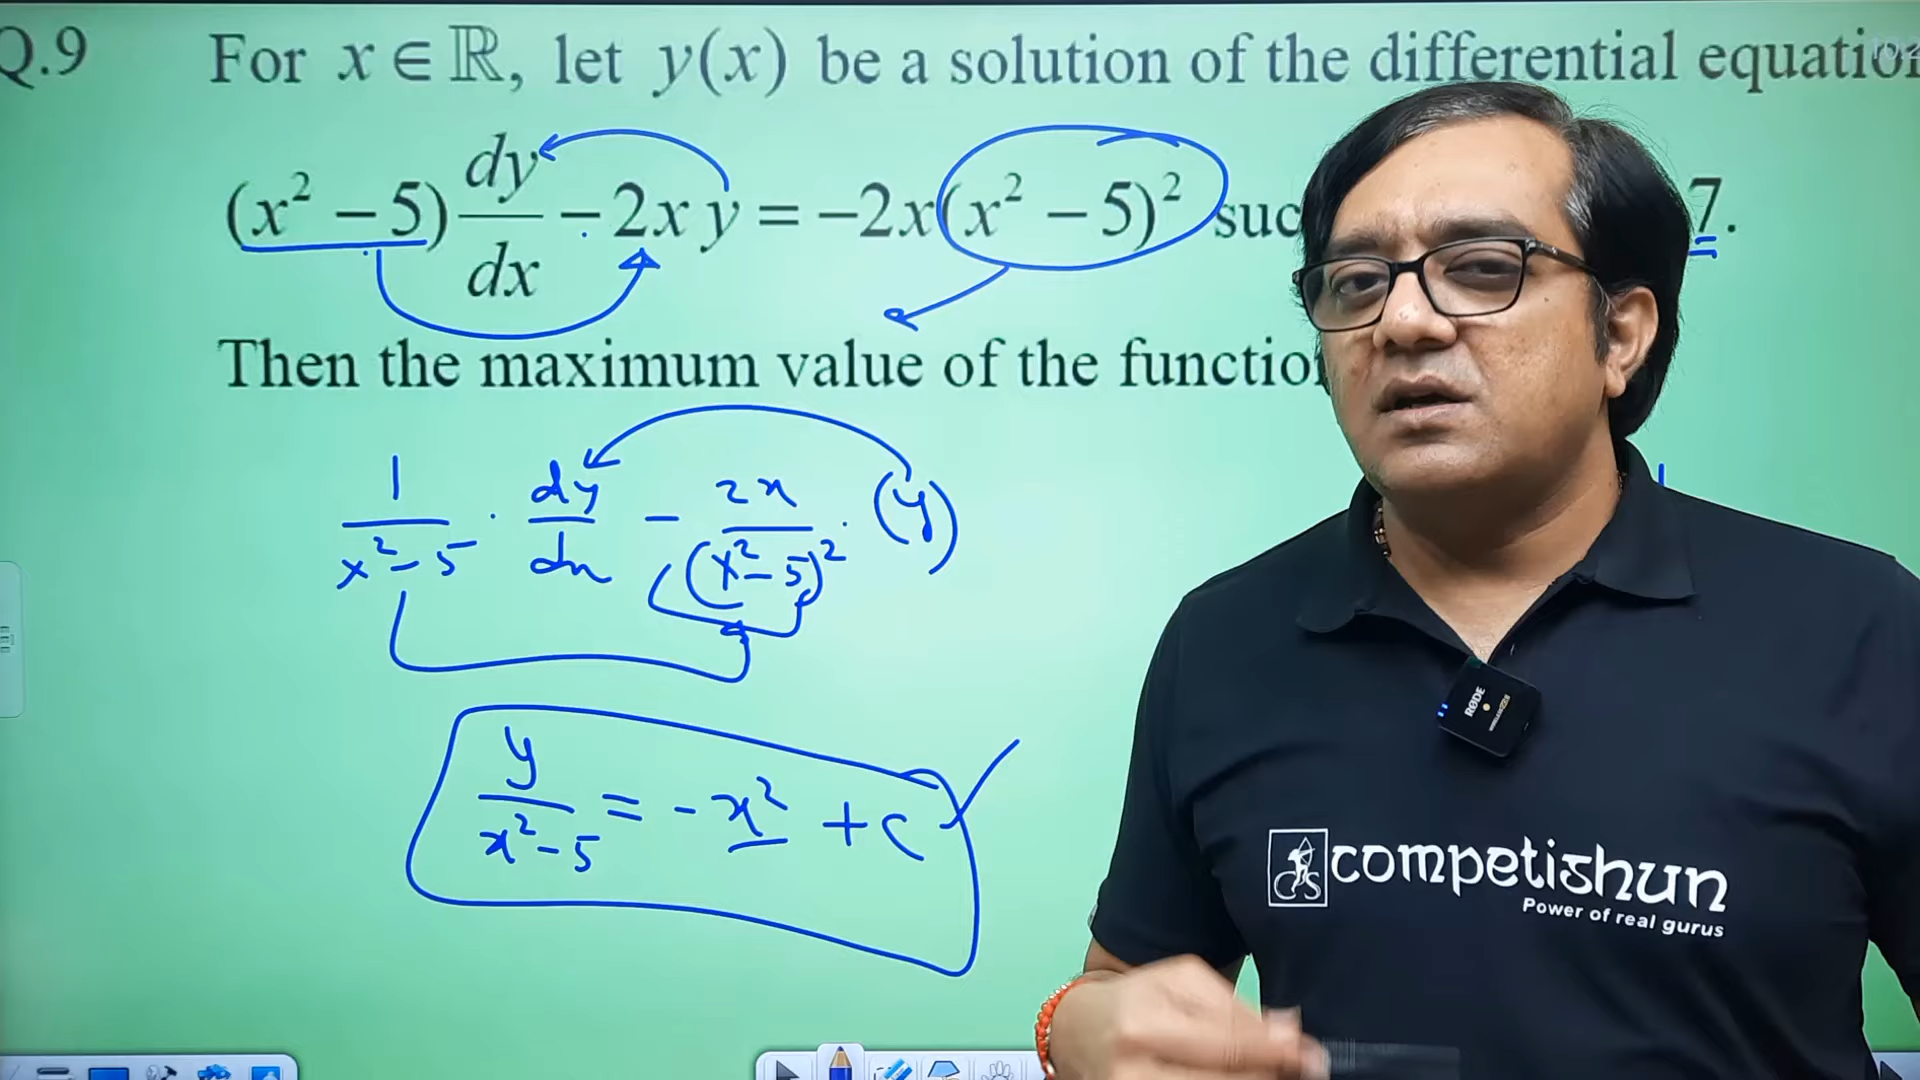 Q.9 For x ∈ ℝ, let y(x) be a solution of the differential equation
(x² − 5) dy/dx − 2x y = −2x(x² − 5)² suc 7.
Then the maximum value of the function
1/(x² − 5) · dy/dx − 2x/(x² − 5)² · (y)
y/(x² − 5) = −x² + c
RØDE
competishun
Power of real gurus